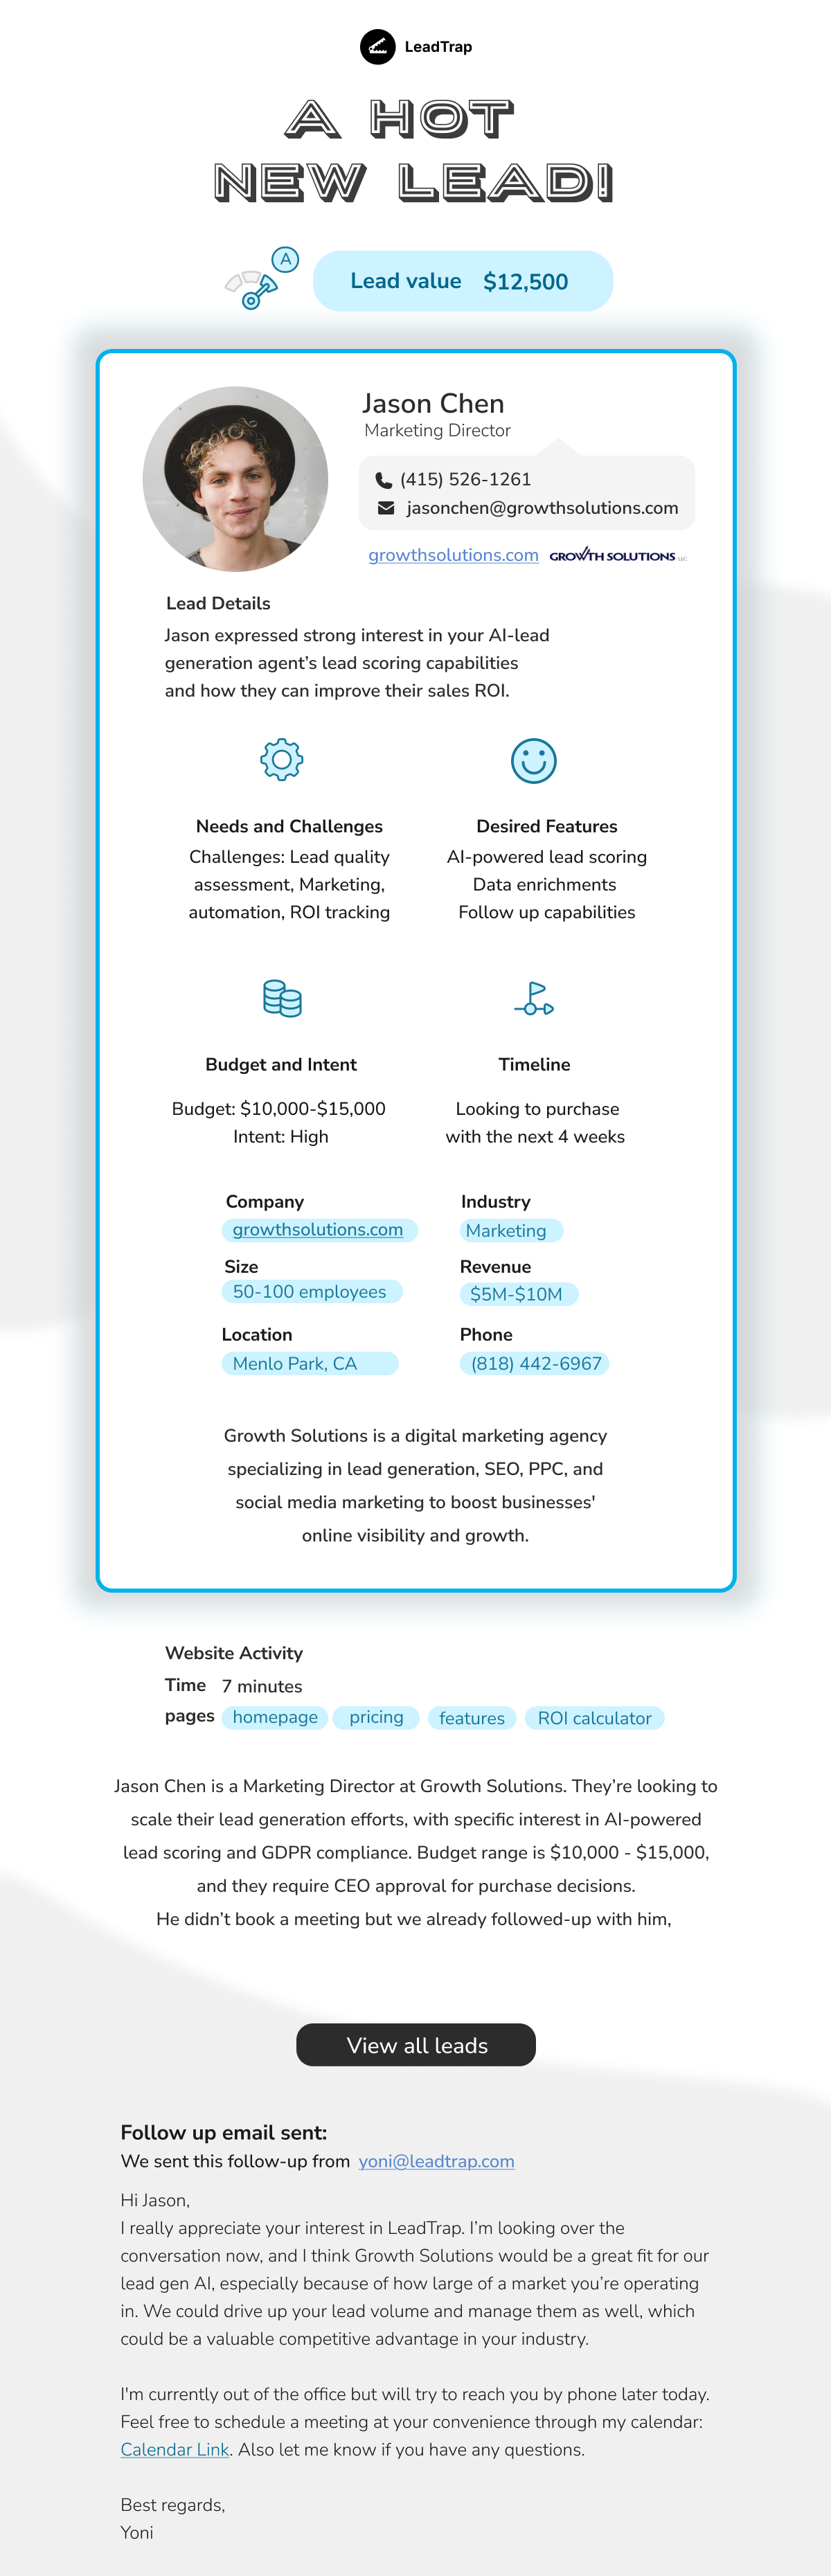 LeadTrap
A HOT
NEW LEAD!
A
Lead value $12,500
Jason Chen
Marketing Director
(415) 526-1261
jasonchen@growthsolutions.com
growthsolutions.com GROWTH SOLUTIONS LLC
Lead Details
Jason expressed strong interest in your AI-lead
generation agent’s lead scoring capabilities
and how they can improve their sales ROI.
Needs and Challenges
Challenges: Lead quality
assessment, Marketing,
automation, ROI tracking
Desired Features
AI-powered lead scoring
Data enrichments
Follow up capabilities
Budget and Intent
Budget: $10,000-$15,000
Intent: High
Timeline
Looking to purchase
with the next 4 weeks
Company
growthsolutions.com
Industry
Marketing
Size
50-100 employees
Revenue
$5M-$10M
Location
Menlo Park, CA
Phone
(818) 442-6967
Growth Solutions is a digital marketing agency
specializing in lead generation, SEO, PPC, and
social media marketing to boost businesses'
online visibility and growth.
Website Activity
Time 7 minutes
pages homepage pricing features ROI calculator
Jason Chen is a Marketing Director at Growth Solutions. They’re looking to
scale their lead generation efforts, with specific interest in AI-powered
lead scoring and GDPR compliance. Budget range is $10,000 - $15,000,
and they require CEO approval for purchase decisions.
He didn’t book a meeting but we already followed-up with him,
View all leads
Follow up email sent:
We sent this follow-up from yoni@leadtrap.com
Hi Jason,
I really appreciate your interest in LeadTrap. I’m looking over the
conversation now, and I think Growth Solutions would be a great fit for our
lead gen AI, especially because of how large of a market you’re operating
in. We could drive up your lead volume and manage them as well, which
could be a valuable competitive advantage in your industry.
I'm currently out of the office but will try to reach you by phone later today.
Feel free to schedule a meeting at your convenience through my calendar:
Calendar Link. Also let me know if you have any questions.
Best regards,
Yoni